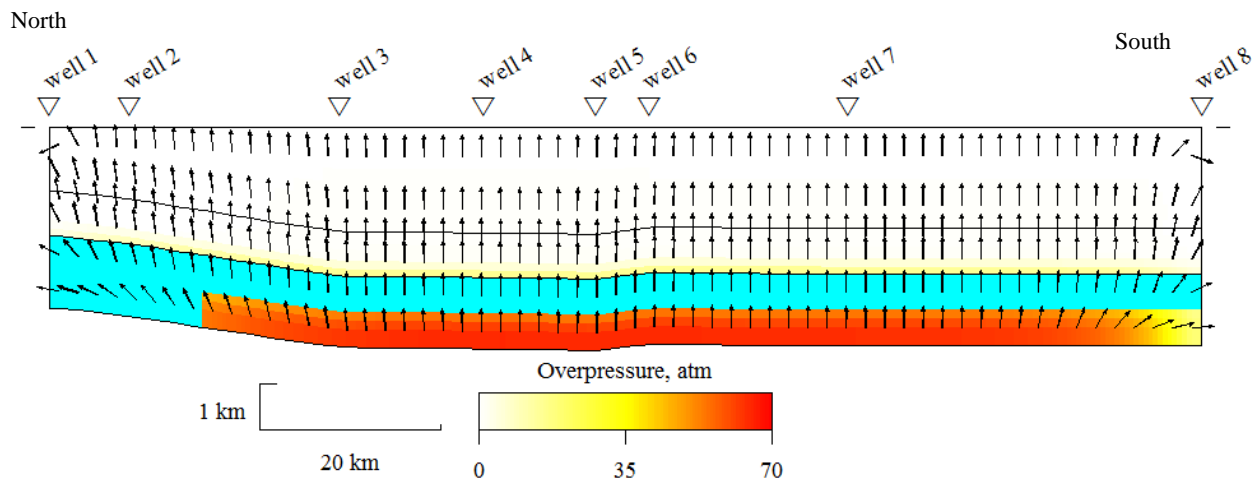 North
South
well 1
well 2
well 3
well 4
well 5
well 6
well 7
well 8
Overpressure, atm
1 km
20 km
0
35
70